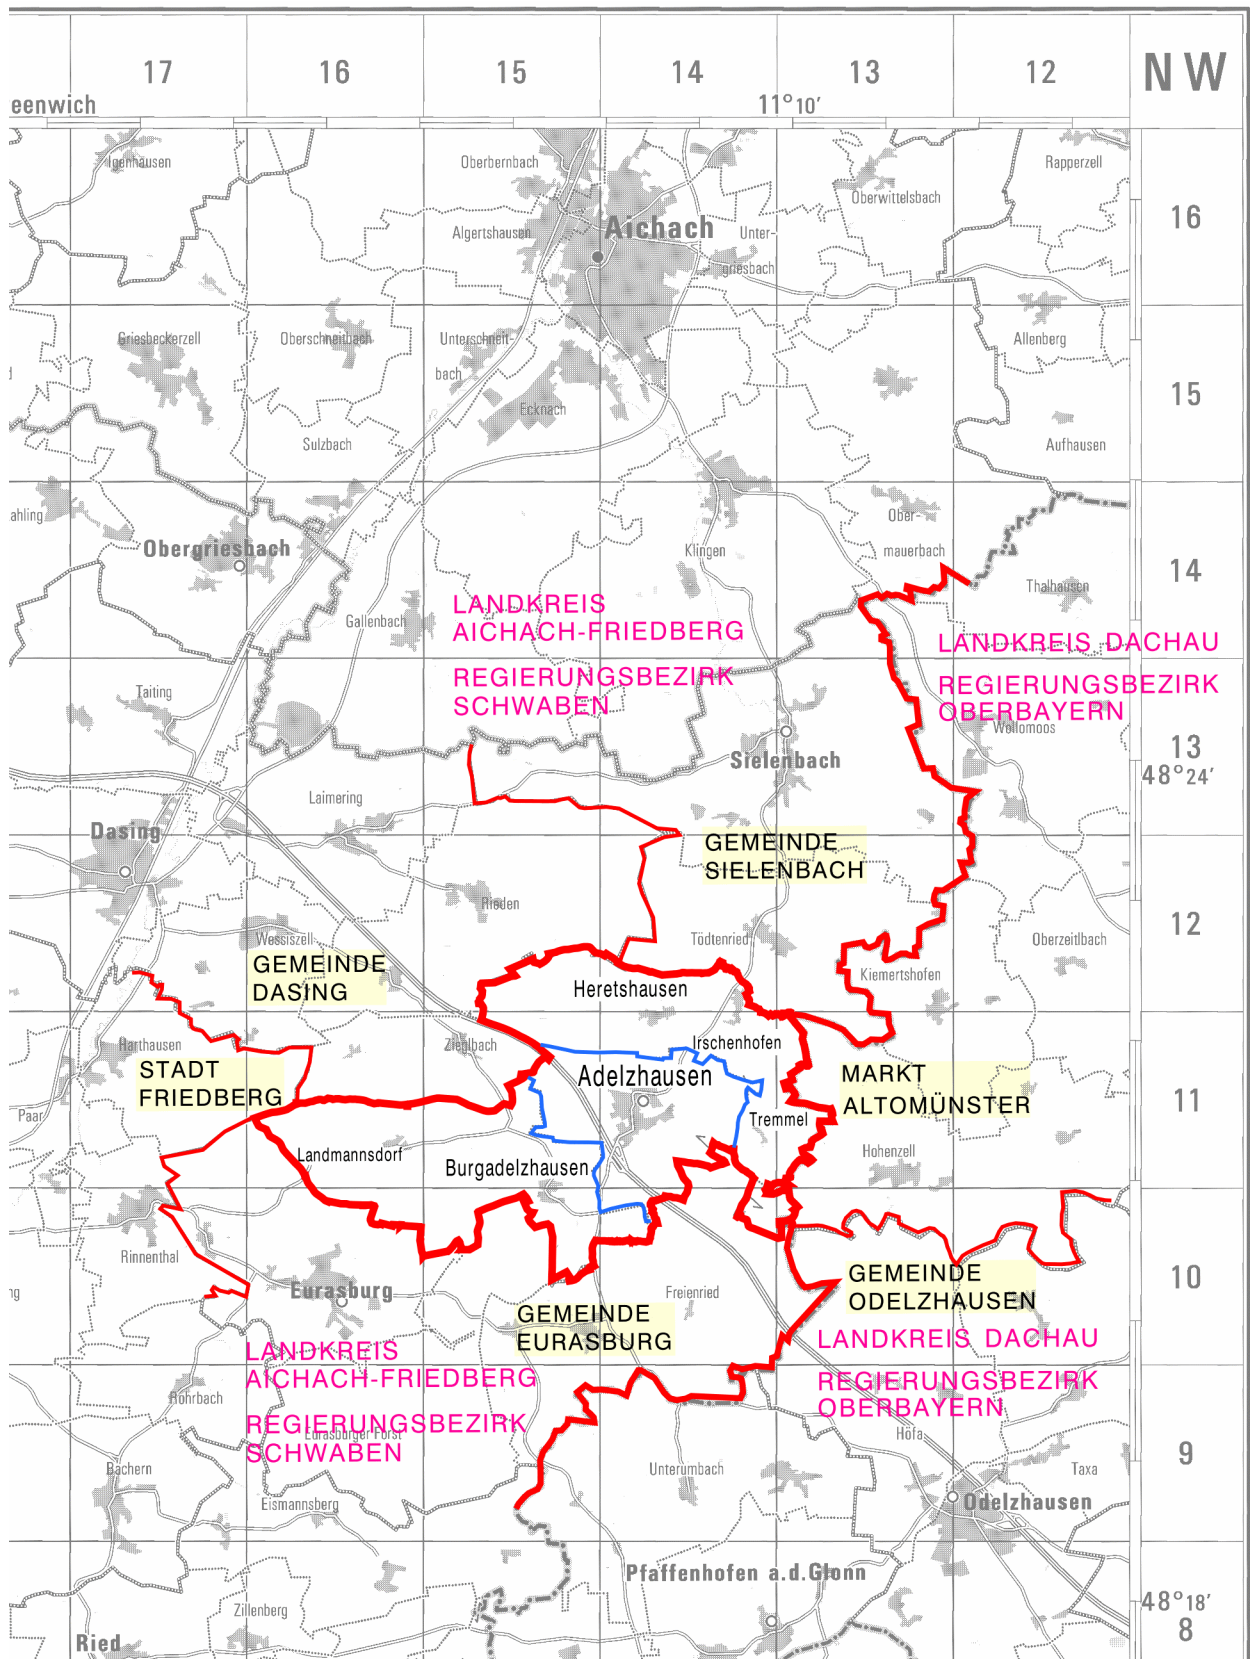 17 16 15 14 13 12 NW
eenwich 11°10′
Igenhausen Oberbernbach Rapperzell
Oberwittelsbach
16
Aichach
Algertshausen Unter-
griesbach
Griesbeckerzell Oberschneitbach Unterschneit-
bach
Allenberg
15
Ecknach
Sulzbach Aufhausen
ahling
Ober-
mauerbach
Obergriesbach Klingen
14
Thalhausen
Gallenbach
LANDKREIS
AICHACH-FRIEDBERG
LANDKREIS DACHAU
REGIERUNGSBEZIRK
SCHWABEN
REGIERUNGSBEZIRK
OBERBAYERN
Taiting
Wollomoos
13
48°24′
Sielenbach
Laimering
Dasing
GEMEINDE
SIELENBACH
Rieden
12
Wessiszell Tödtenried Oberzeitlbach
GEMEINDE
DASING
Kiemertshofen
Heretshausen
Harthausen Zieglbach Irschenhofen
STADT
FRIEDBERG
Adelzhausen
MARKT
ALTOMÜNSTER
11
Paar
Tremmel
Landmannsdorf
Hohenzell
Burgadelzhausen
Rinnenthal
10
GEMEINDE
ODELZHAUSEN
ng
Eurasburg
Freienried
GEMEINDE
EURASBURG
LANDKREIS DACHAU
LANDKREIS
AICHACH-FRIEDBERG
REGIERUNGSBEZIRK
OBERBAYERN
Rohrbach
REGIERUNGSBEZIRK
SCHWABEN
Eurasburger Forst
Höfa
9
Bachern Unterumbach Taxa
Eismannsberg
Odelzhausen
Pfaffenhofen a.d.Glonn
48°18′
Zillenberg
8
Ried